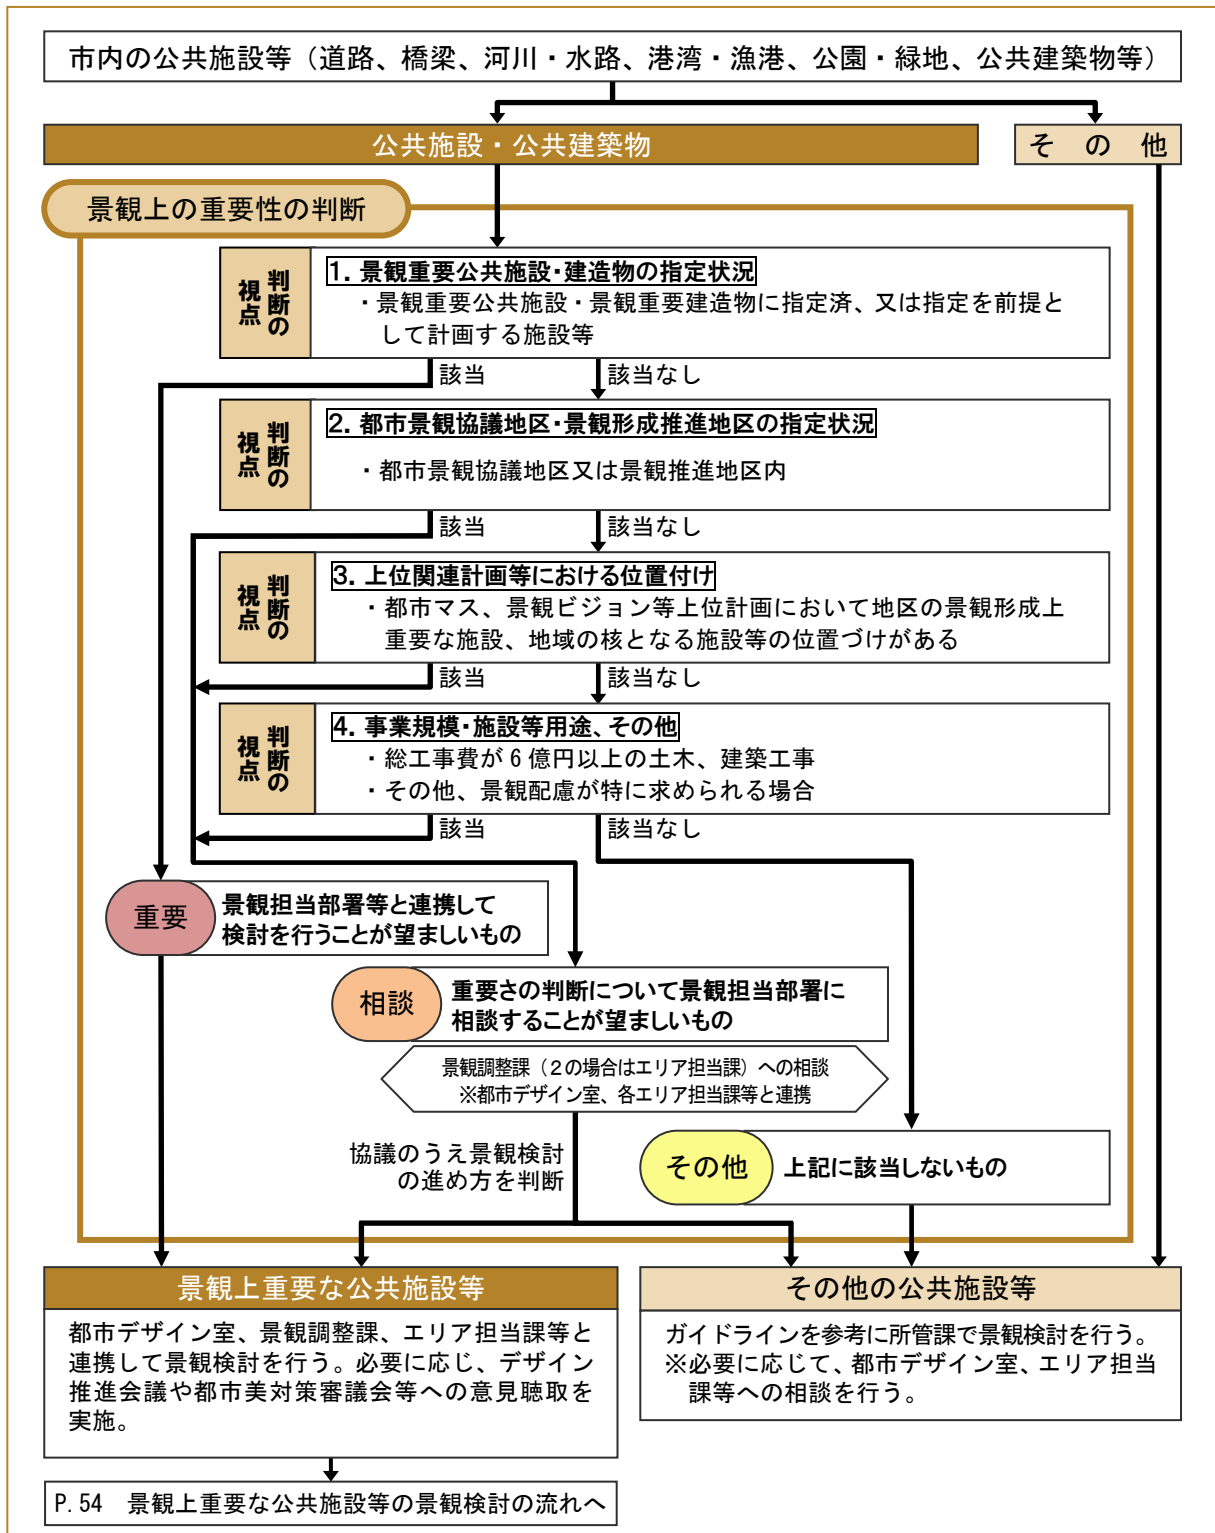 市内の公共施設等（道路、橋梁、河川・水路、港湾・漁港、公園・緑地、公共建築物等）
公共施設・公共建築物
その他
景観上の重要性の判断
判断の
視点
1. 景観重要公共施設・建造物の指定状況
・景観重要公共施設・景観重要建造物に指定済、又は指定を前提と
して計画する施設等
該当
該当なし
判断の
視点
2. 都市景観協議地区・景観形成推進地区の指定状況
・都市景観協議地区又は景観推進地区内
該当
該当なし
判断の
視点
3. 上位関連計画等における位置付け
・都市マス、景観ビジョン等上位計画において地区の景観形成上
重要な施設、地域の核となる施設等の位置づけがある
該当
該当なし
判断の
視点
4. 事業規模・施設等用途、その他
・総工事費が6億円以上の土木、建築工事
・その他、景観配慮が特に求められる場合
該当
該当なし
重要
景観担当部署等と連携して
検討を行うことが望ましいもの
相談
重要さの判断について景観担当部署に
相談することが望ましいもの
景観調整課（２の場合はエリア担当課）への相談
※都市デザイン室、各エリア担当課等と連携
協議のうえ景観検討
の進め方を判断
その他
上記に該当しないもの
景観上重要な公共施設等
都市デザイン室、景観調整課、エリア担当課等と
連携して景観検討を行う。必要に応じ、デザイン
推進会議や都市美対策審議会等への意見聴取を
実施。
その他の公共施設等
ガイドラインを参考に所管課で景観検討を行う。
※必要に応じて、都市デザイン室、エリア担当
課等への相談を行う。
P. 54　景観上重要な公共施設等の景観検討の流れへ